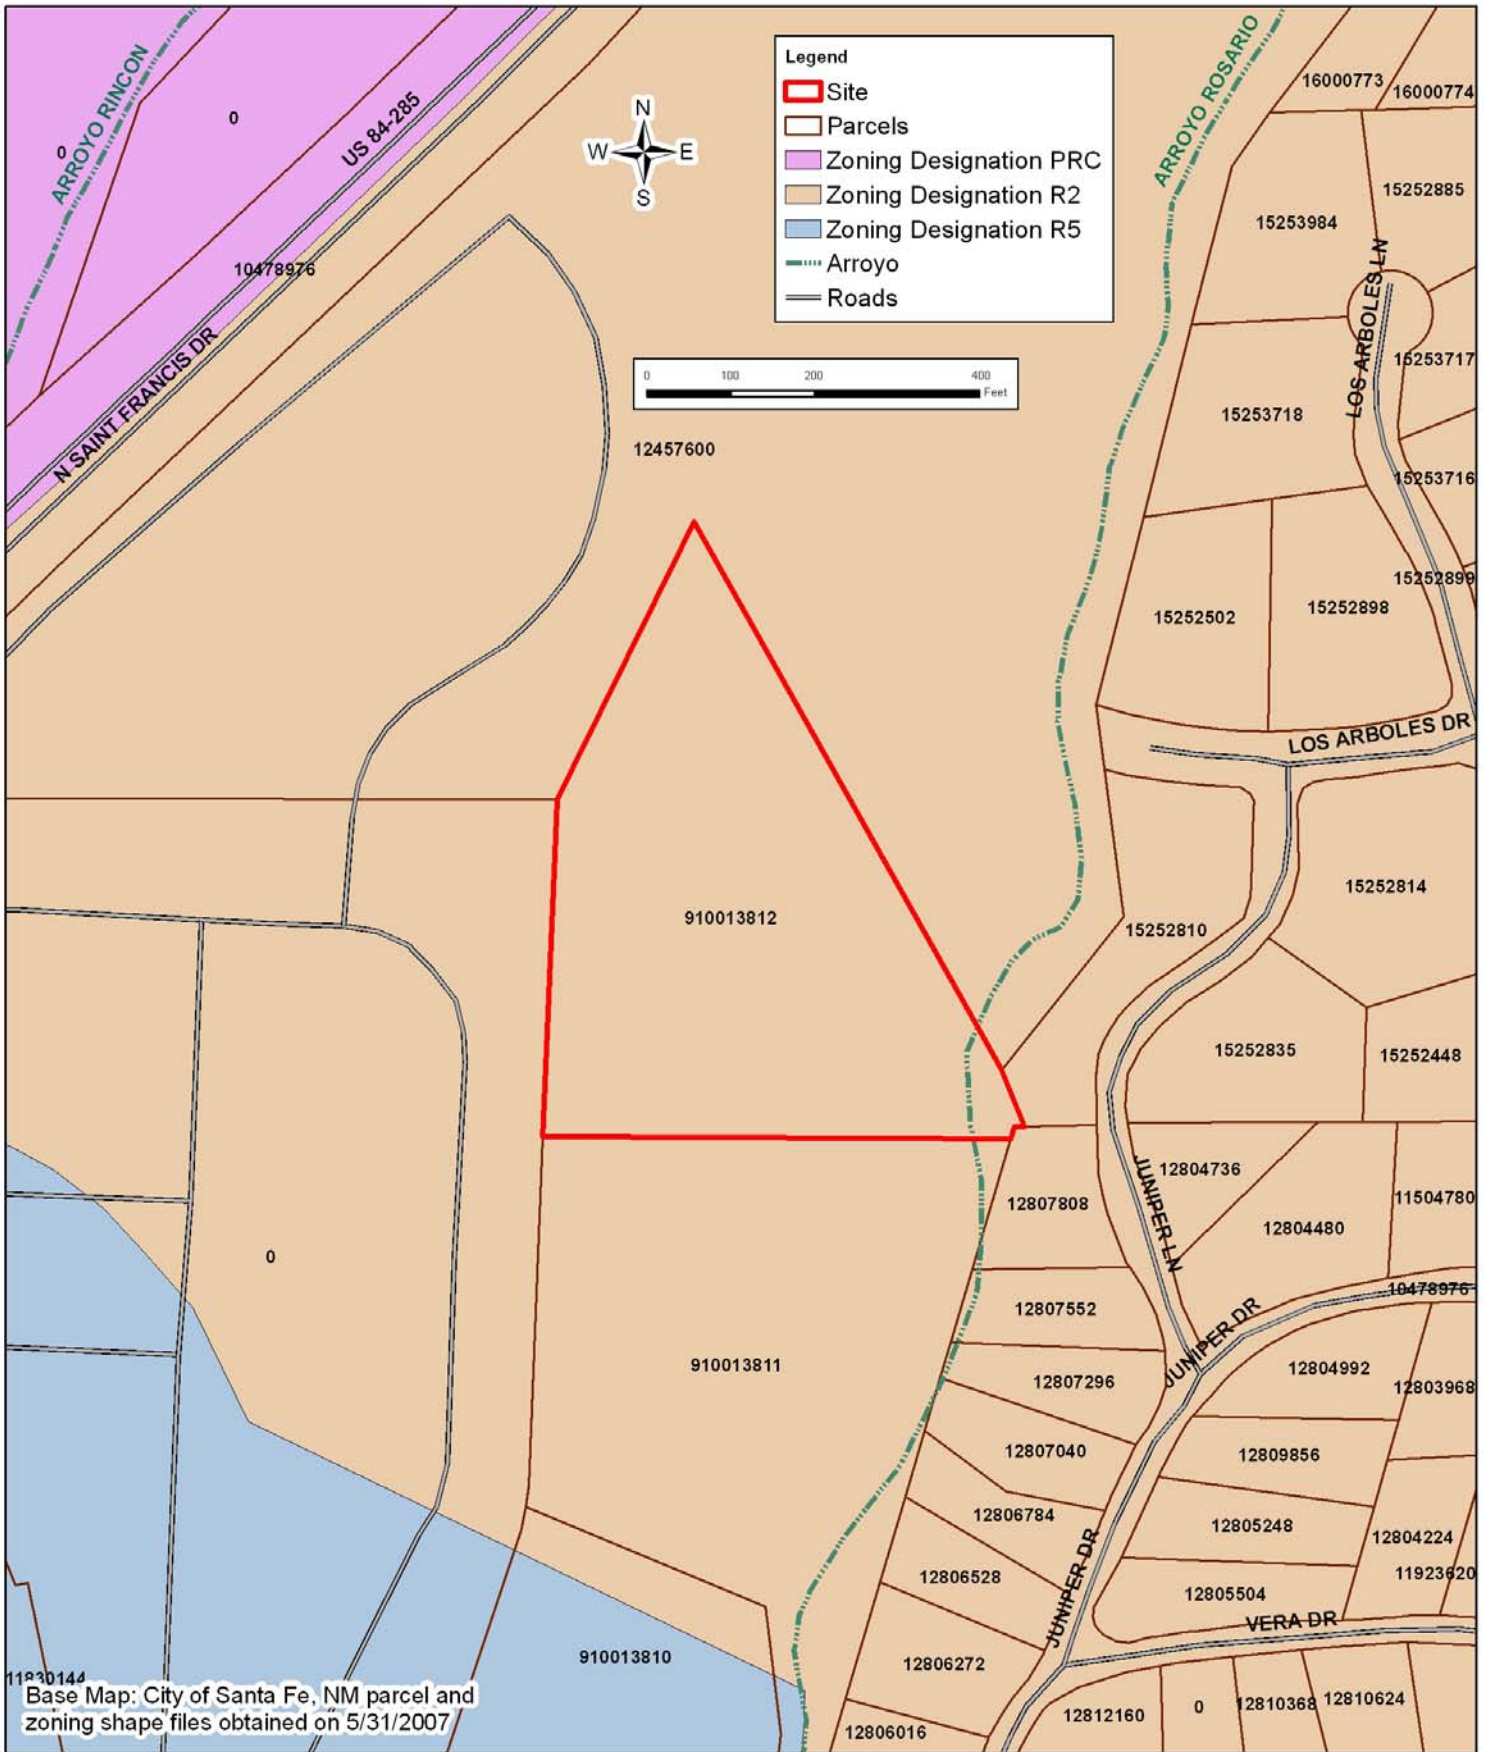 ARROYO RINCON
0
0
US 84-285
10478976
N SAINT FRANCIS DR
N
W E
S
Legend
Site
Parcels
Zoning Designation PRC
Zoning Designation R2
Zoning Designation R5
Arroyo
Roads
0 100 200 400
Feet
ARROYO ROSARIO
16000773
16000774
15252885
15253984
LOS ARBOLES LN
15253717
15253718
15253716
12457600
15252899
15252502
15252898
LOS ARBOLES DR
15252814
910013812
15252810
15252835
15252448
12804736
12807808
JUNIPER LN
11504780
12804480
0
10478976
12807552
JUNIPER DR
910013811
12807296
12804992
12803968
12807040
12809856
12806784
12805248
12804224
12806528
11923620
12805504
JUNIPER DR
VERA DR
910013810
12806272
11830144
12812160
0
12810368
12810624
12806016
Base Map: City of Santa Fe, NM parcel and
zoning shape files obtained on 5/31/2007